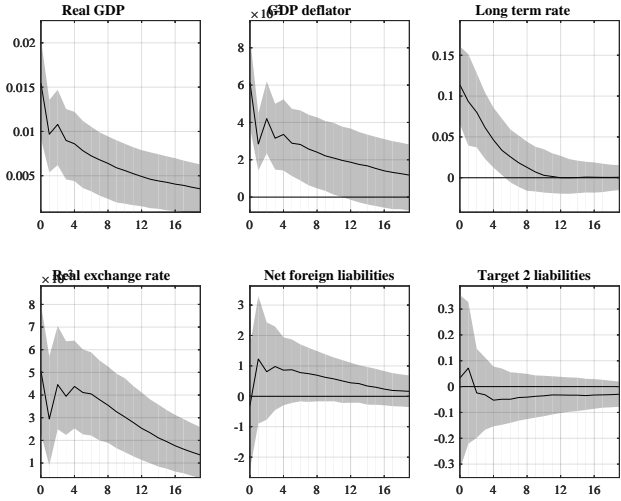 Real GDP
0.02
0.015
0.01
0.005
0 4 8 12 16
GDP deflator
8
6
4
2
0
0 4 8 12 16
Long term rate
0.15
0.1
0.05
0
0 4 8 12 16
Real exchange rate
8
7
6
5
4
3
2
1
0 4 8 12 16
Net foreign liabilities
3
2
1
0
-1
-2
0 4 8 12 16
Target 2 liabilities
0.3
0.2
0.1
0
-0.1
-0.2
-0.3
0 4 8 12 16